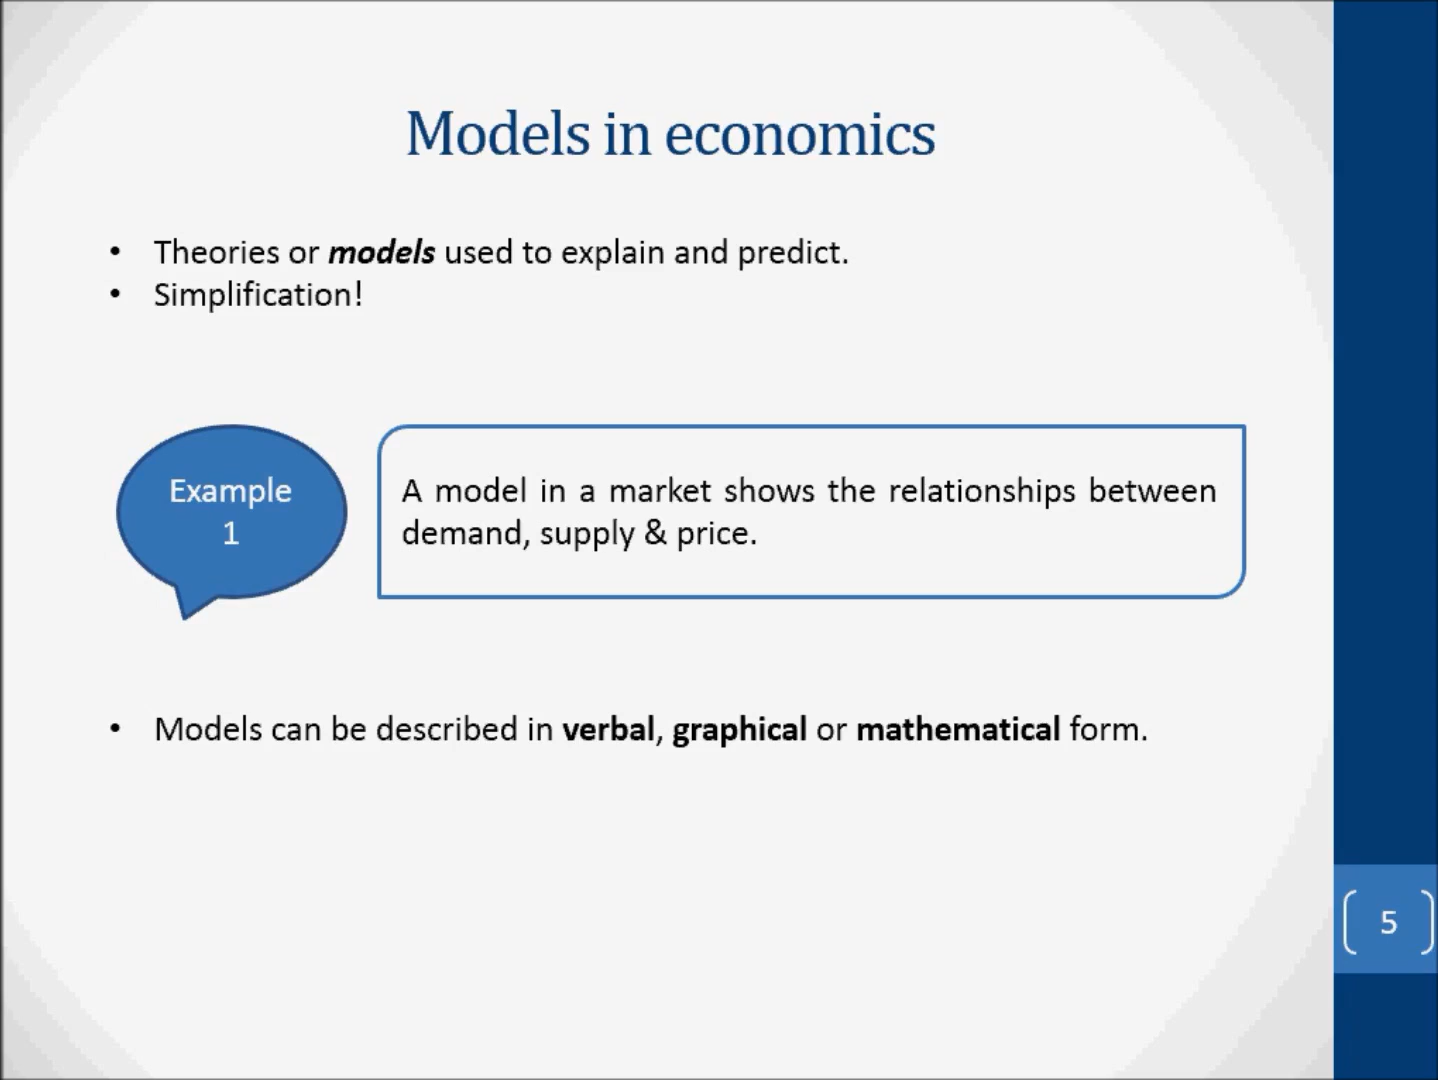 Models in economics
• Theories or models used to explain and predict.
• Simplification!
Example
1
A model in a market shows the relationships between
demand, supply & price.
• Models can be described in verbal, graphical or mathematical form.
5